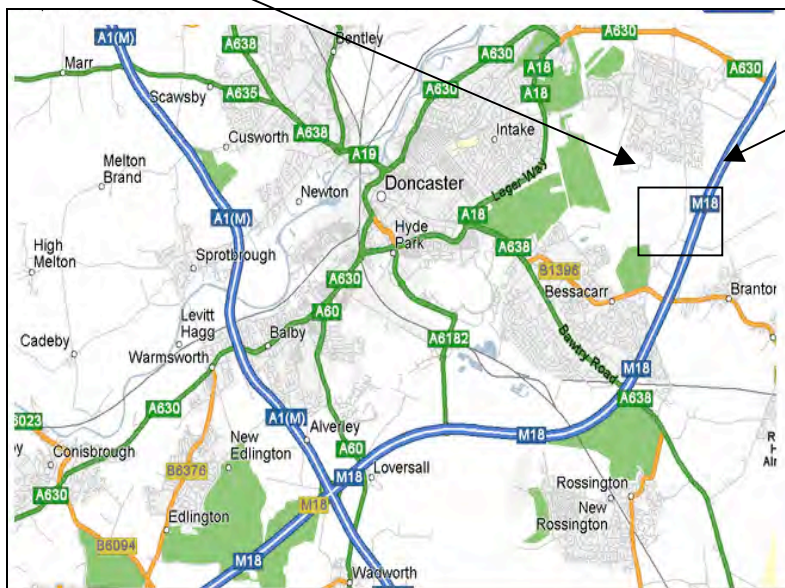 A1(M)
A638
Bentley
A630
A630
Marr
A18
A630
Scawsby
A635
A630
A18
Cusworth
A638
Intake
A19
Melton
Brand
Doncaster
Newton
Leger Way
M18
A1(M)
A18
Hyde
Park
High
Melton
Sprotbrough
A638
B1396
A630
Bessacarr
Branton
Levitt
Hagg
A60
Balby
Cadeby
A6182
Bawtry Road
Warmsworth
M18
A638
A630
A1(M)
Alverley
6023
M18
Conisbrough
New
Edlington
A60
B6376
M18
Loversall
Rossington
A630
M18
New
Rossington
Edlington
B6094
M18
Wadworth